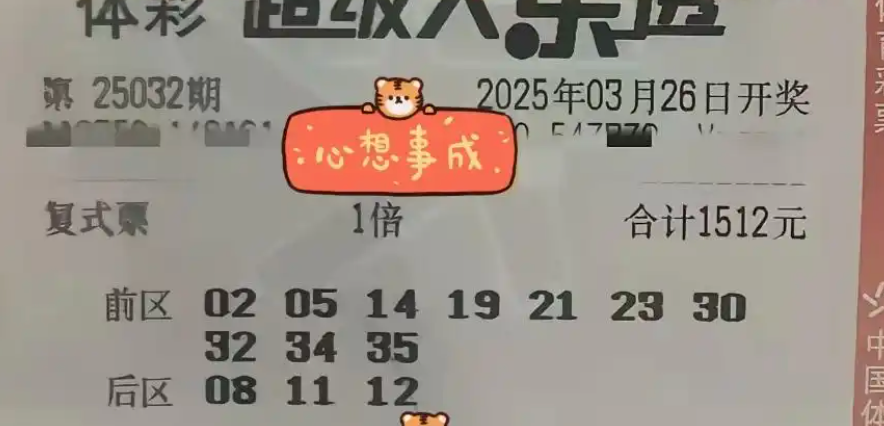 体彩 超级大乐透
第 25032期
2025年03月26日开奖
心想事成
复式票 1倍 合计1512元
前区 02 05 14 19 21 23 30
32 34 35
后区 08 11 12
中国体